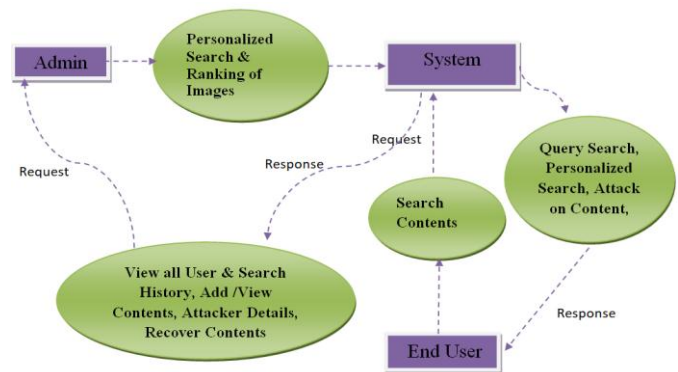 Admin
Personalized
Search &
Ranking of
Images
System
Request
Response
Request
Query Search,
Personalized
Search, Attack
on Content,
Search
Contents
View all User & Search
History, Add /View
Contents, Attacker Details,
Recover Contents
Response
End User